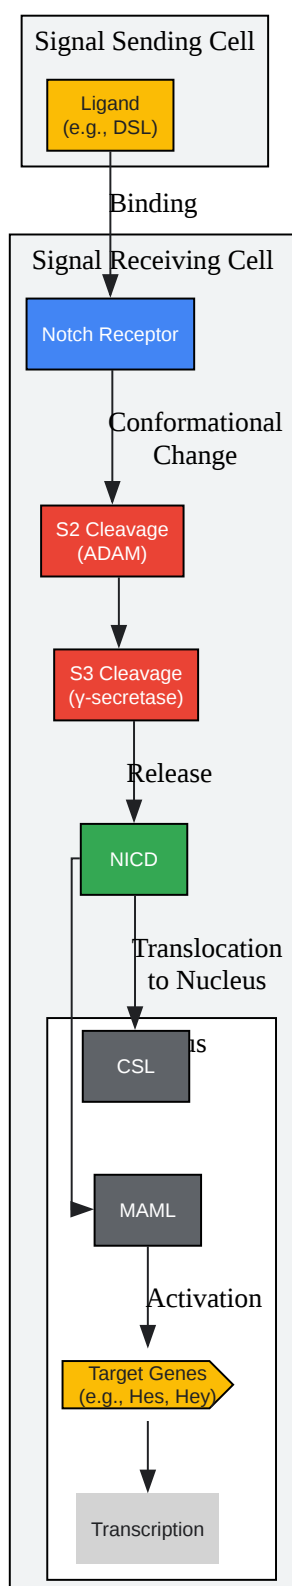 Signal Sending Cell
Ligand
(e.g., DSL)
Binding
Signal Receiving Cell
Notch Receptor
Conformational
Change
S2 Cleavage
(ADAM)
S3 Cleavage
(γ-secretase)
Release
NICD
Translocation
to Nucleus
CSL
MAML
Activation
Target Genes
(e.g., Hes, Hey)
Transcription